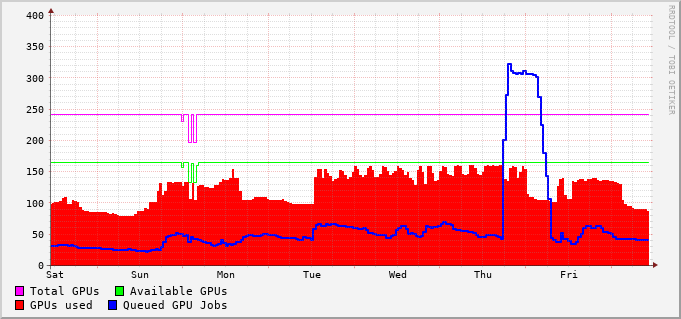 400
350
300
250
200
150
100
50
0
Sat Sun Mon Tue Wed Thu Fri
Total GPUs Available GPUs
GPUs used Queued GPU Jobs
RRDTOOL / TOBI OETIKER